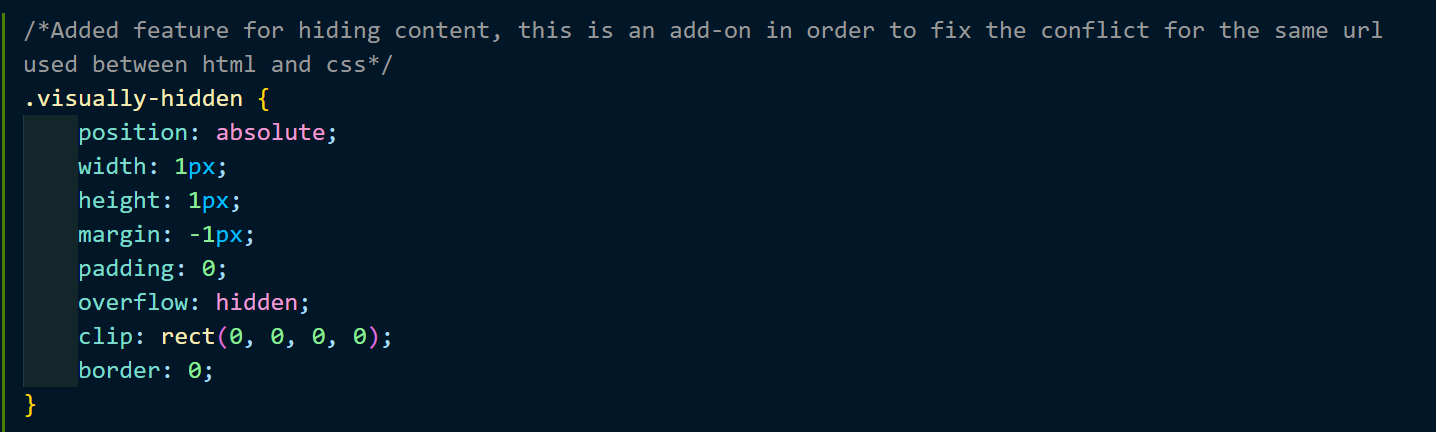 /*Added feature for hiding content, this is an add-on in order to fix the conflict for the same url
used between html and css*/
.visually-hidden {
    position: absolute;
    width: 1px;
    height: 1px;
    margin: -1px;
    padding: 0;
    overflow: hidden;
    clip: rect(0, 0, 0, 0);
    border: 0;
}